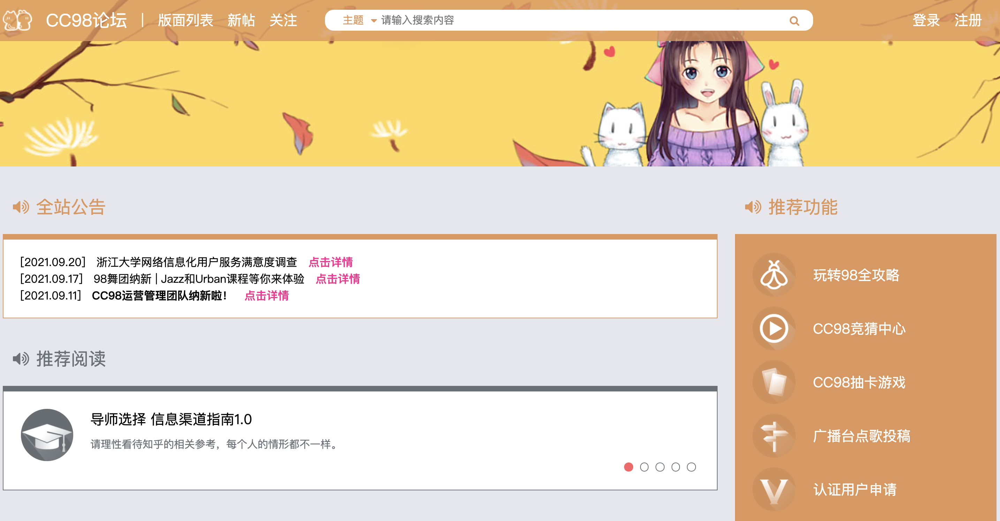 CC98论坛 | 版面列表 新帖 关注 主题 请输入搜索内容 登录 注册
全站公告
[2021.09.20] 浙江大学网络信息化用户服务满意度调查 点击详情
[2021.09.17] 98舞团纳新 | Jazz和Urban课程等你来体验 点击详情
[2021.09.11] CC98运营管理团队纳新啦！ 点击详情
推荐阅读
导师选择 信息渠道指南1.0
请理性看待知乎的相关参考，每个人的情形都不一样。
推荐功能
玩转98全攻略
CC98竞猜中心
CC98抽卡游戏
广播台点歌投稿
认证用户申请